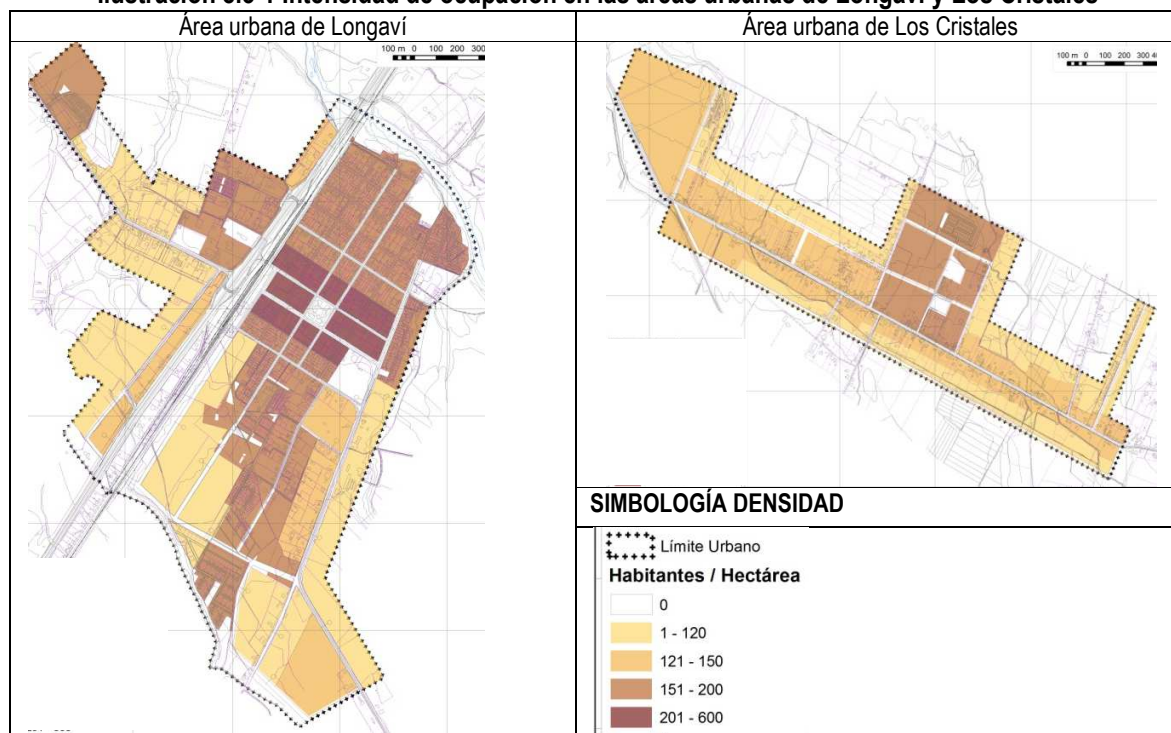 Ilustración 5.3-1 Intensidad de ocupación en las áreas urbanas de Longaví y Los Cristales
Área urbana de Longaví
Área urbana de Los Cristales
100 m 0 100 200 300
100 m 0 100 200 300
SIMBOLOGÍA DENSIDAD
Límite Urbano
Habitantes / Hectárea
0
1 - 120
121 - 150
151 - 200
201 - 600